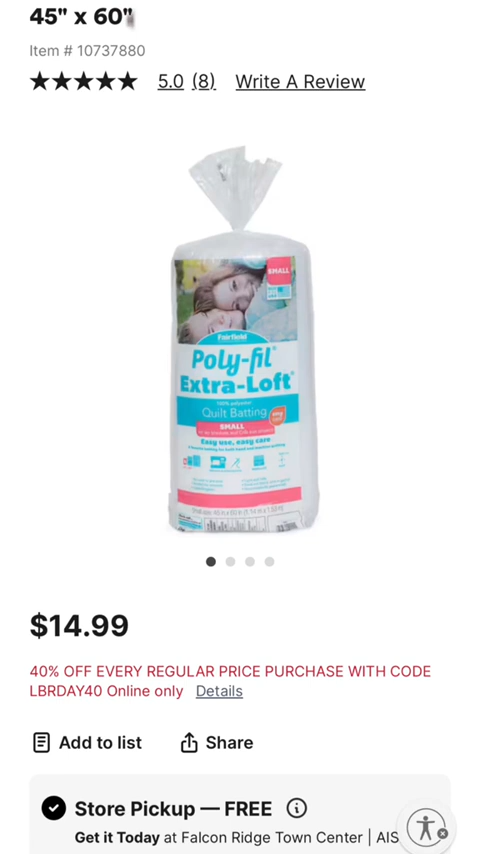 45" x 60"
Item # 10737880
5.0 (8) Write A Review
SMALL
Fairfield
Poly-fil®
Extra-Loft®
100% polyester
Quilt Batting
SMALL
Easy use, easy care
$14.99
40% OFF EVERY REGULAR PRICE PURCHASE WITH CODE
LBRDAY40 Online only Details
Add to list Share
Store Pickup — FREE
Get it Today at Falcon Ridge Town Center | AIS